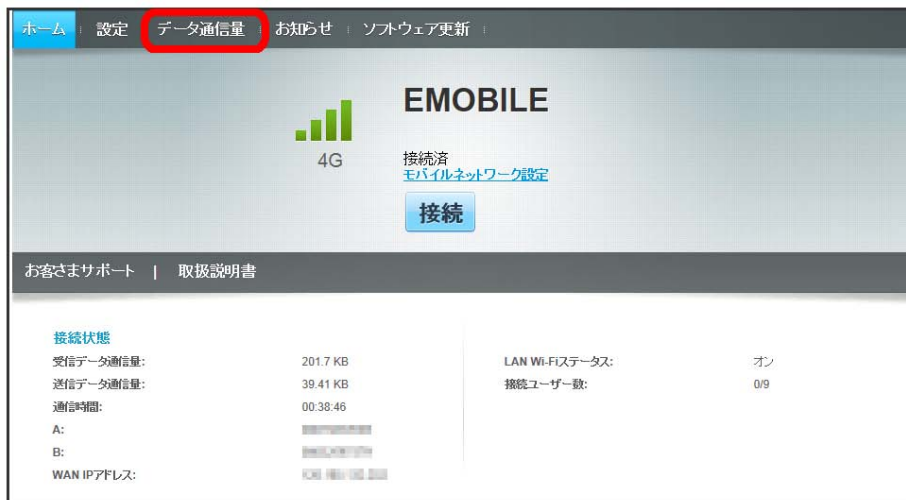 ホーム 設定 データ通信量 お知らせ ソフトウェア更新
EMOBILE
4G
接続済
モバイルネットワーク設定
接続
お客さまサポート | 取扱説明書
接続状態
受信データ通信量: 201.7 KB LAN Wi-Fiステータス: オン
送信データ通信量: 39.41 KB 接続ユーザー数: 0/9
通信時間: 00:38:46
A:
B:
WAN IPアドレス: